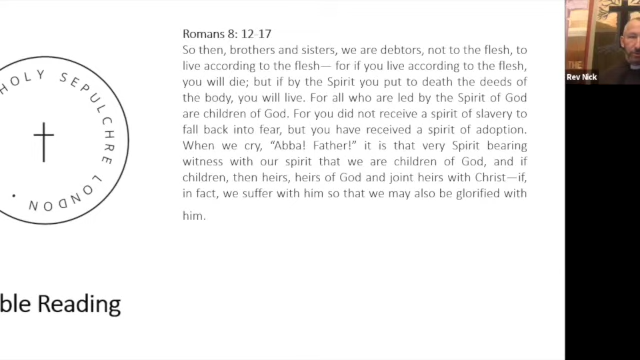 Romans 8: 12-17
So then, brothers and sisters, we are debtors, not to the flesh, to
live according to the flesh— for if you live according to the flesh,
you will die; but if by the Spirit you put to death the deeds of
the body, you will live. For all who are led by the Spirit of God
are children of God. For you did not receive a spirit of slavery to
fall back into fear, but you have received a spirit of adoption.
When we cry, “Abba! Father!” it is that very Spirit bearing
witness with our spirit that we are children of God, and if
children, then heirs, heirs of God and joint heirs with Christ—if,
in fact, we suffer with him so that we may also be glorified with
him.
HOLY SEPULCHRE LONDON •
ble Reading
Rev Nick